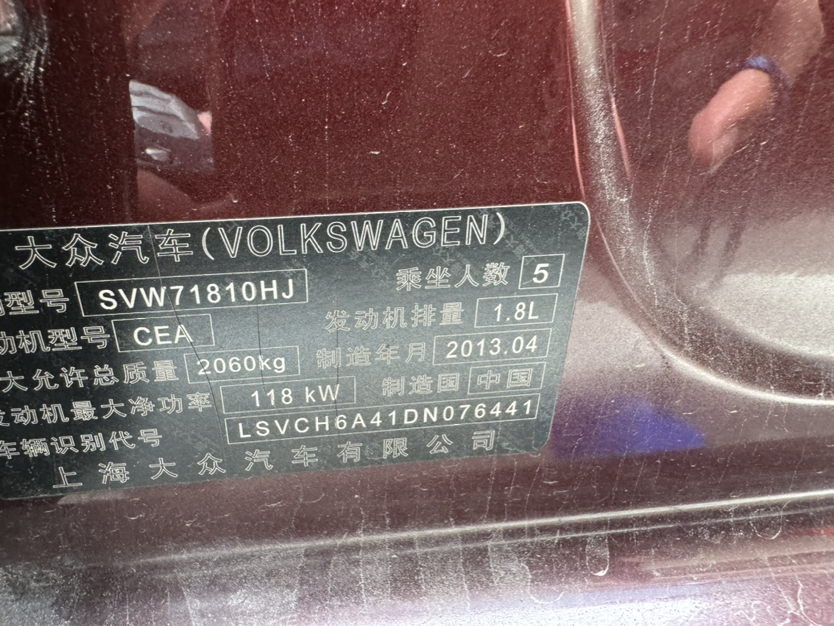 大众汽车(VOLKSWAGEN)
型号 SVW71810HJ 乘坐人数 5
动机型号 CEA 发动机排量 1.8L
大允许总质量 2060kg 制造年月 2013.04
发动机最大净功率 118 kW 制造国 中国
车辆识别代号 LSVCH6A41DN076441
上海大众汽车有限公司